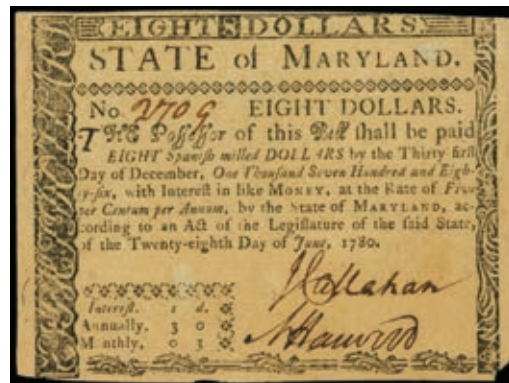 EIGHT DOLLARS.
STATE of MARYLAND.
No 2709 EIGHT DOLLARS.
THE Possessor of this Bill shall be paid
EIGHT Spanish milled DOLLARS by the Thirty first
Day of December, One Thousand Seven Hundred and Eigh-
ty-six, with Interest in like MONEY, at the Rate of Five
per Centum per Annum, by the State of MARYLAND, ac-
cording to an Act of the Legislature of the said State,
of the Twenty-eighth Day of June, 1780.
J Callahan
Interest. s d.
Annually. 3 0
Monthly. 0 3
N Harwood